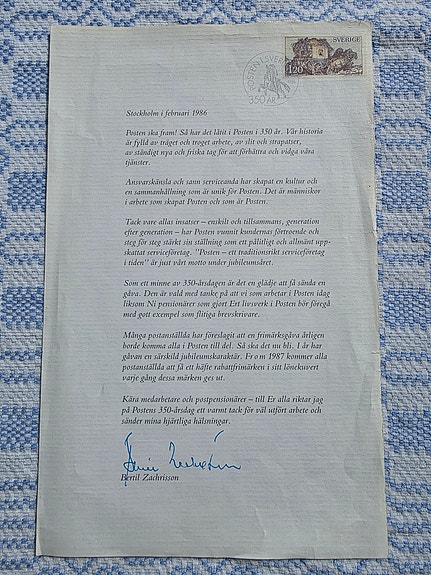 SVERIGE
120
POSTEN I SVERIGE
350 ÅR
Stockholm i februari 1986
Posten ska fram! Så har det låtit i Posten i 350 år. Vår historia
är fylld av träget och troget arbete, av slit och strapatser,
av ständigt nya och friska tag för att förbättra och vidga våra
tjänster.
Ansvarskänsla och sann serviceanda har skapat en kultur och
en sammanhållning som är unik för Posten. Det är människor
i arbete som skapat Posten och som är Posten.
Tack vare allas insatser – enskilt och tillsammans, generation
efter generation – har Posten vunnit kundernas förtroende och
steg för steg stärkt sin ställning som ett pålitligt och allmänt upp-
skattat serviceföretag. "Posten – ett traditionsrikt serviceföretag
i tiden" är just vårt motto under jubileumsåret.
Som ett minne av 350-årsdagen är det en glädje att få sända en
gåva. Den är vald med tanke på att vi som arbetar i Posten idag
liksom Ni pensionärer som gjort Ert livsverk i Posten bör föregå
med gott exempel som flitiga brevskrivare.
Många postanställda har föreslagit att en frimärksgåva årligen
borde komma alla i Posten till del. Så ska det nu bli. I år har
gåvan en särskild jubileumskaraktär. Fr o m 1987 kommer alla
postanställda att få ett häfte rabattfrimärken i sitt lönekuvert
varje gång dessa märken ges ut.
Kära medarbetare och postpensionärer – till Er alla riktar jag
på Postens 350-årsdag ett varmt tack för väl utfört arbete och
sänder mina hjärtliga hälsningar.
Bertil Zachrisson
Bertil Zachrisson